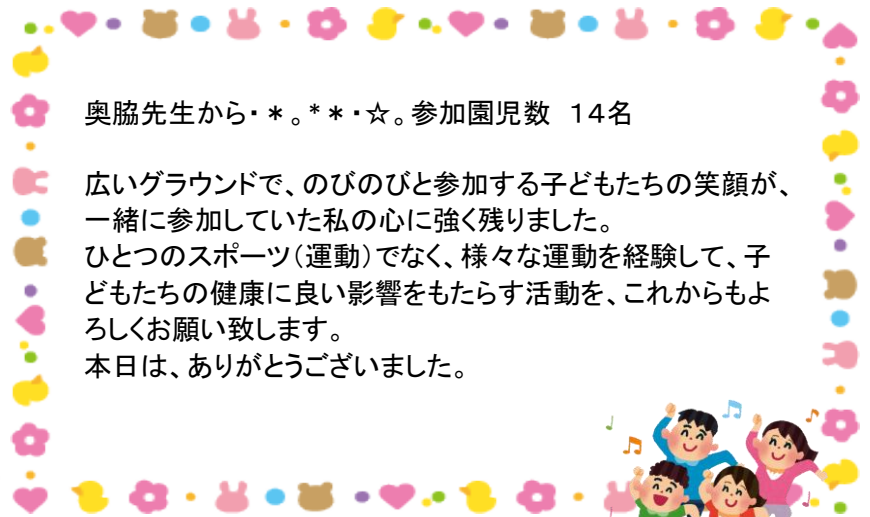 奥脇先生から・＊。*＊・☆。参加園児数　１４名
広いグラウンドで、のびのびと参加する子どもたちの笑顔が、
一緒に参加していた私の心に強く残りました。
ひとつのスポーツ（運動）でなく、様々な運動を経験して、子
どもたちの健康に良い影響をもたらす活動を、これからもよ
ろしくお願い致します。
本日は、ありがとうございました。